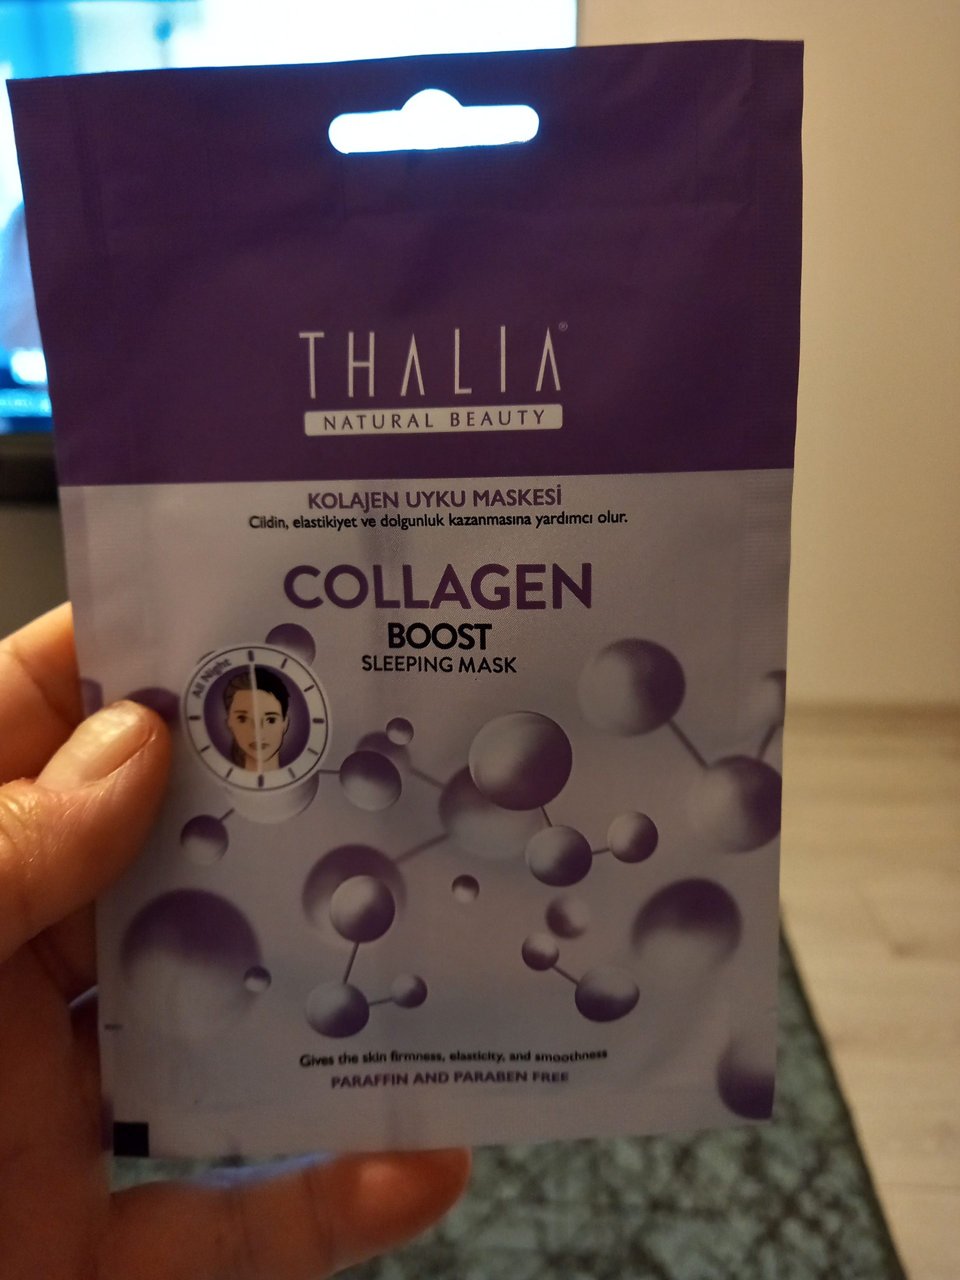 THALIA®
NATURAL BEAUTY
KOLAJEN UYKU MASKESİ
Cildin, elastikiyet ve dolgunluk kazanmasına yardımcı olur.
COLLAGEN
BOOST
SLEEPING MASK
All Night
Gives the skin firmness, elasticity, and smoothness
PARAFFIN AND PARABEN FREE